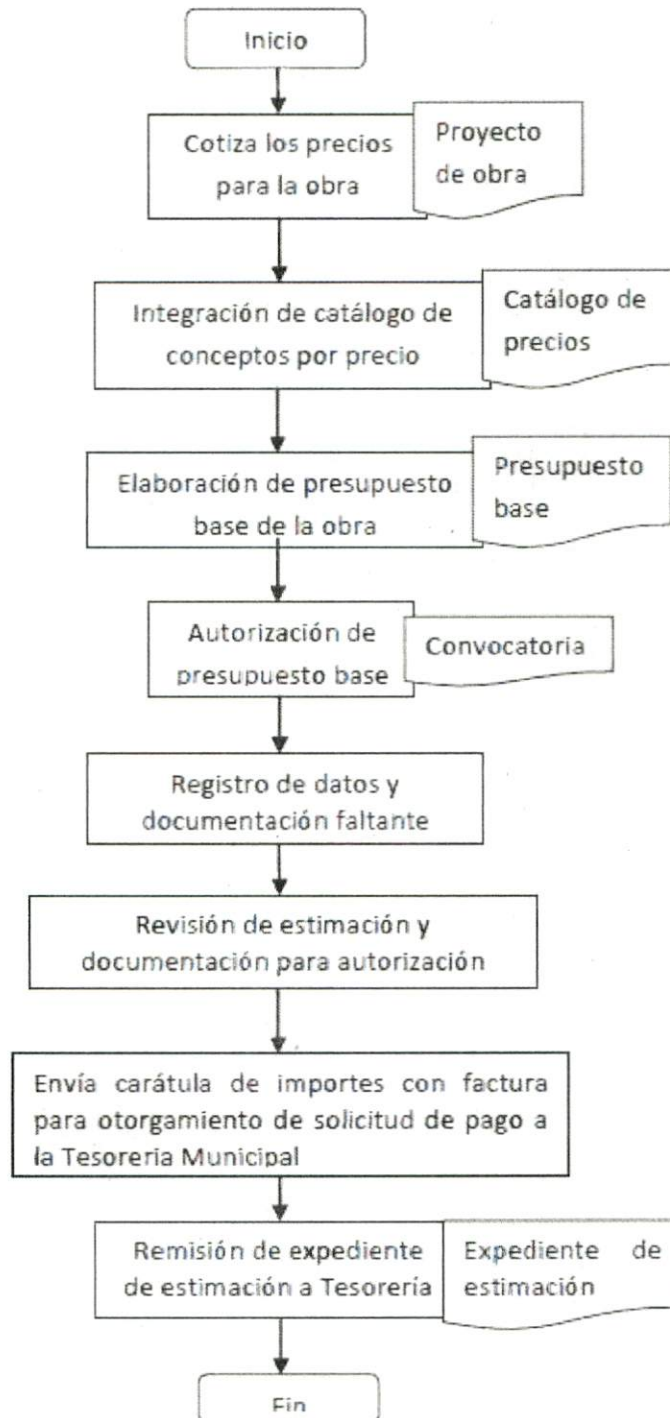 Inicio
Cotiza los precios
para la obra
Proyecto
de obra
Integración de catálogo de
conceptos por precio
Catálogo de
precios
Elaboración de presupuesto
base de la obra
Presupuesto
base
Autorización de
presupuesto base
Convocatoria
Registro de datos y
documentación faltante
Revisión de estimación y
documentación para autorización
Envía carátula de importes con factura
para otorgamiento de solicitud de pago a
la Tesoreria Municipal
Remisión de expediente
de estimación a Tesorería
Expediente de
estimación
Fin